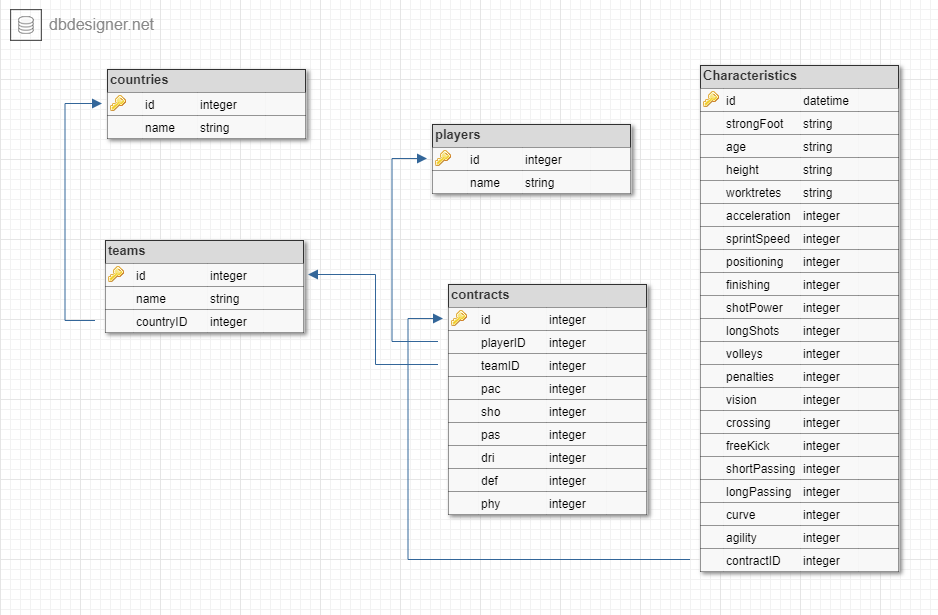 dbdesigner.net
countries
id integer
name string
teams
id integer
name string
countryID integer
players
id integer
name string
contracts
id integer
playerID integer
teamID integer
pac integer
sho integer
pas integer
dri integer
def integer
phy integer
Characteristics
id datetime
strongFoot string
age string
height string
worktretes string
acceleration integer
sprintSpeed integer
positioning integer
finishing integer
shotPower integer
longShots integer
volleys integer
penalties integer
vision integer
crossing integer
freeKick integer
shortPassing integer
longPassing integer
curve integer
agility integer
contractID integer